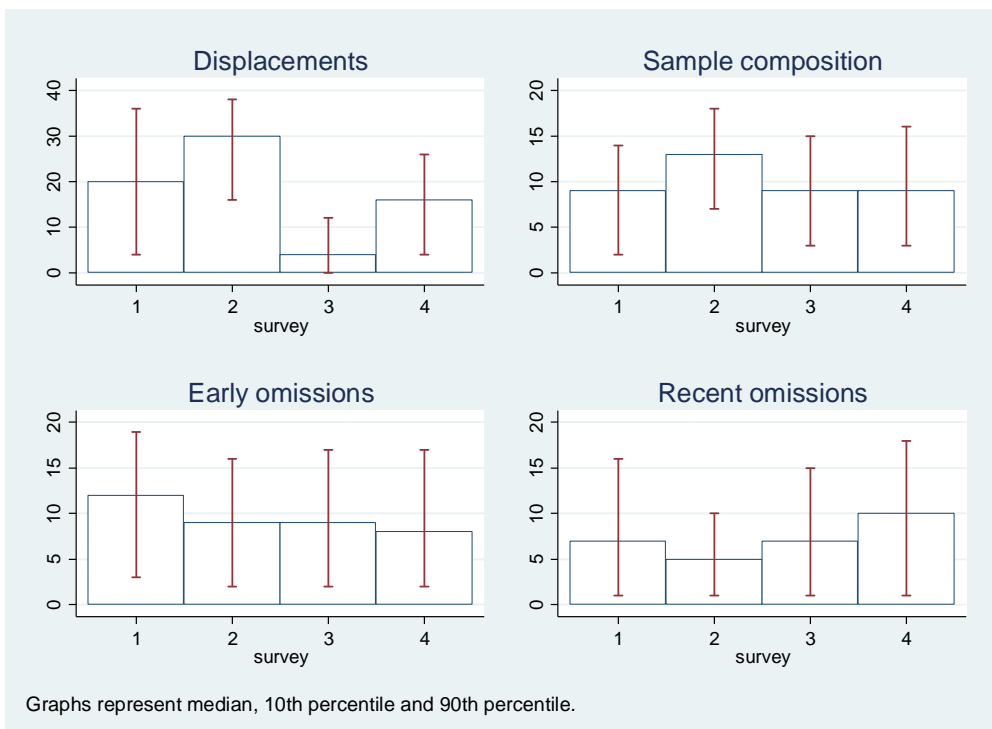 Displacements
40
30
20
10
0
1 2 3 4
survey
Sample composition
20
15
10
5
0
1 2 3 4
survey
Early omissions
20
15
10
5
0
1 2 3 4
survey
Recent omissions
20
15
10
5
0
1 2 3 4
survey
Graphs represent median, 10th percentile and 90th percentile.